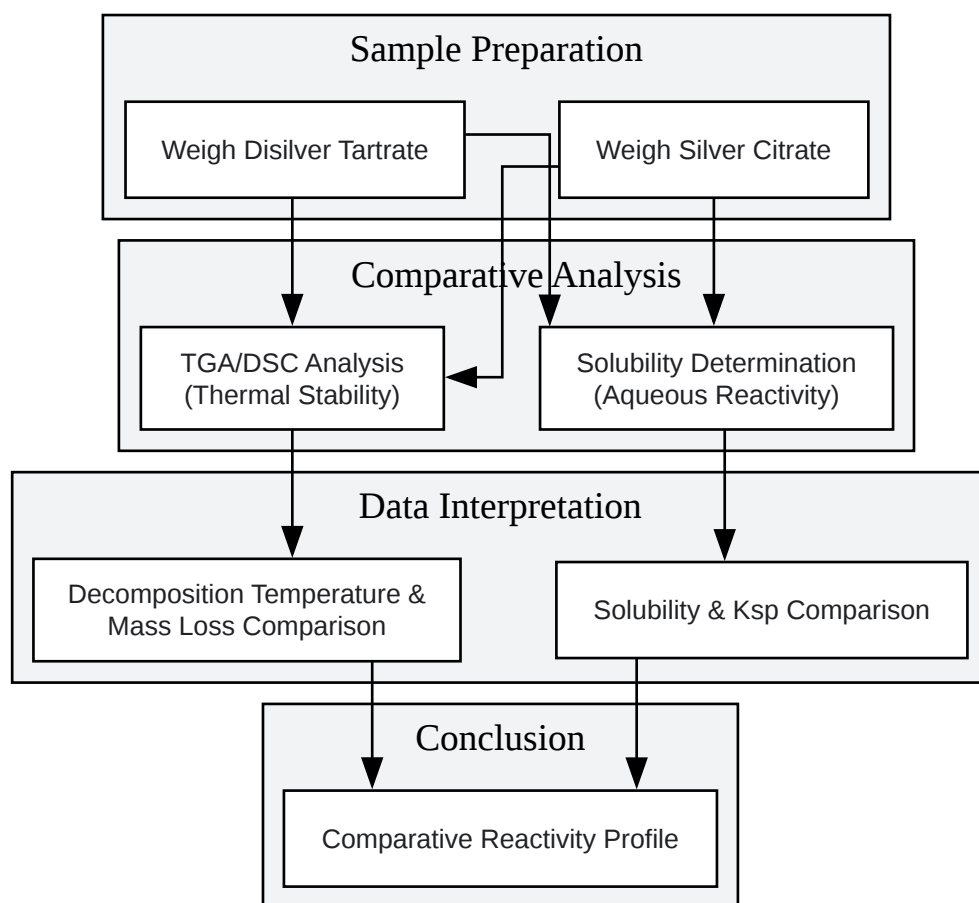 Sample Preparation
Weigh Disilver Tartrate
Weigh Silver Citrate
Comparative Analysis
TGA/DSC Analysis
(Thermal Stability)
Solubility Determination
(Aqueous Reactivity)
Data Interpretation
Decomposition Temperature &
Mass Loss Comparison
Solubility & Ksp Comparison
Conclusion
Comparative Reactivity Profile